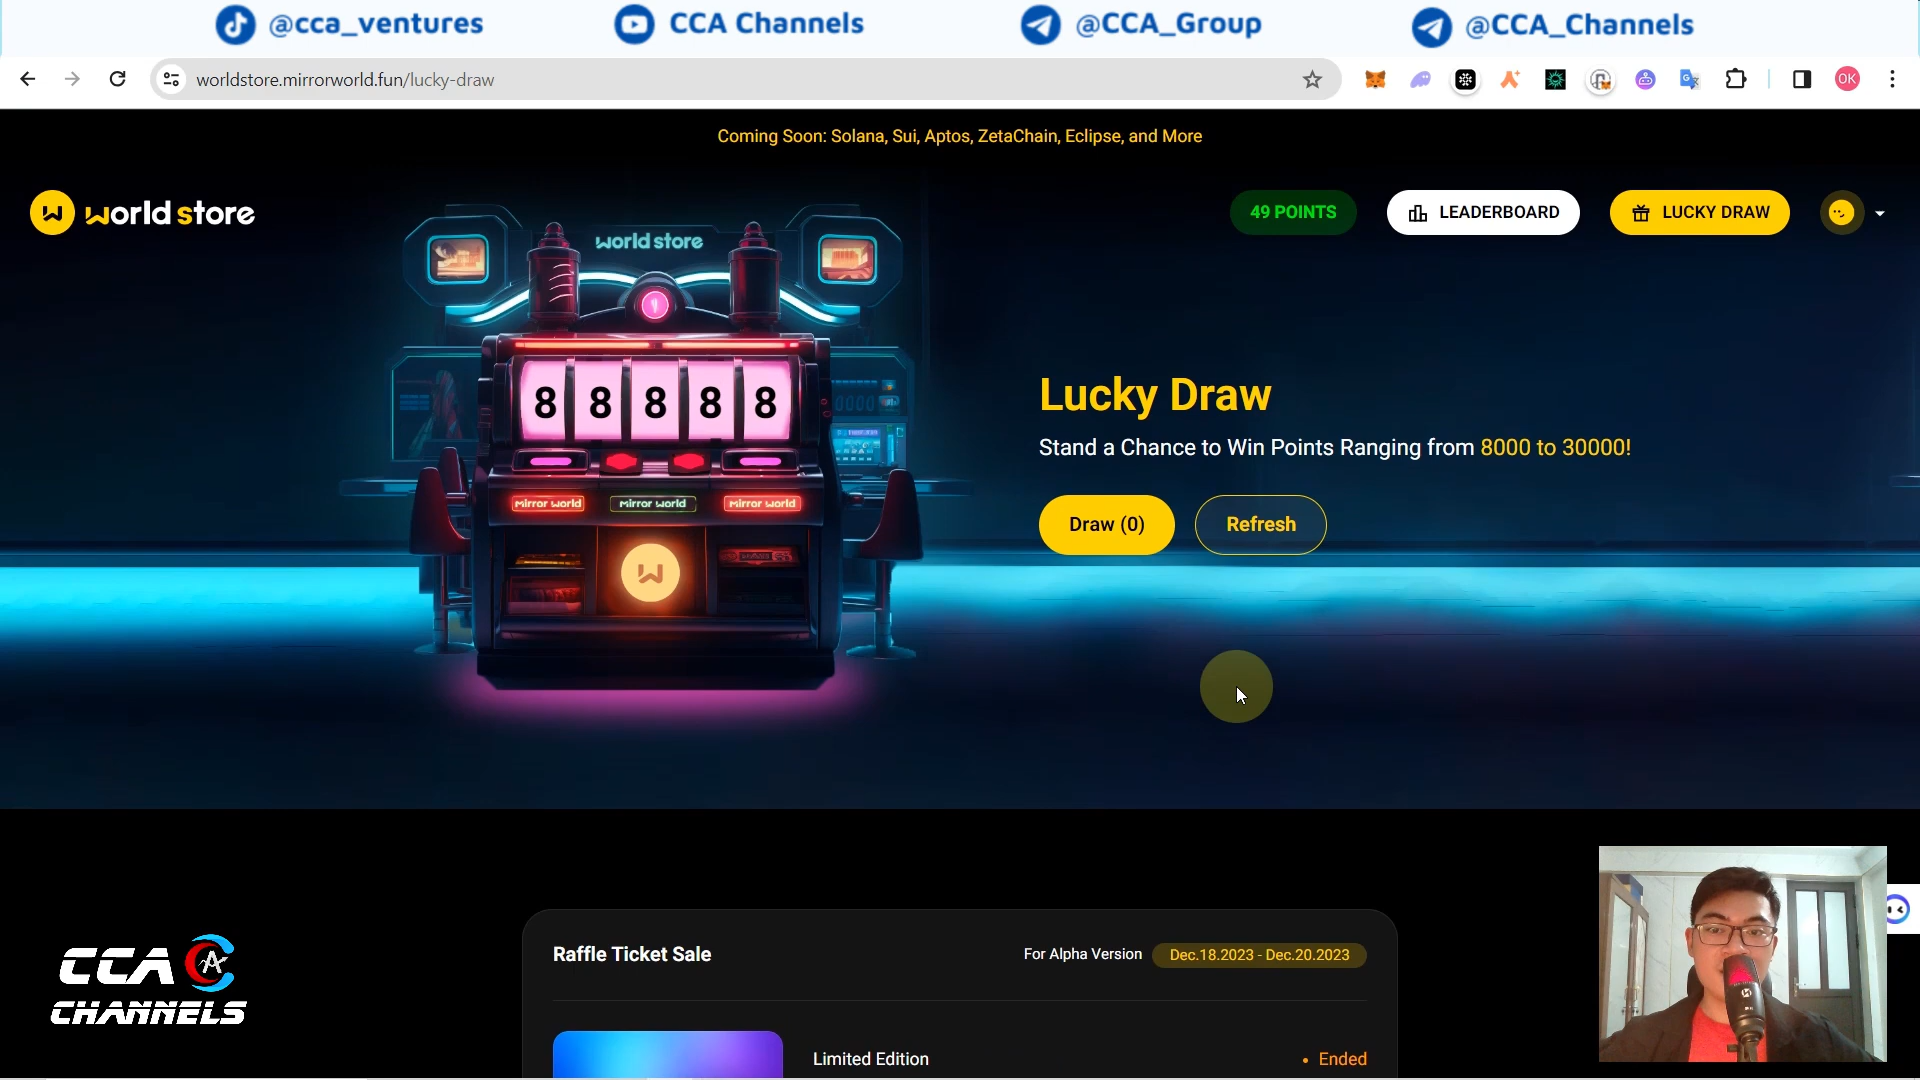 @cca_ventures
CCA Channels
@CCA_Group
@CCA_Channels
worldstore.mirrorworld.fun/lucky-draw
OK
Coming Soon: Solana, Sui, Aptos, ZetaChain, Eclipse, and More
world store
49 POINTS
LEADERBOARD
LUCKY DRAW
world store
8 8 8 8 8
mirror world
mirror world
mirror world
Lucky Draw
Stand a Chance to Win Points Ranging from 8000 to 30000!
Draw (0)
Refresh
Raffle Ticket Sale
For Alpha Version
Dec.18.2023 - Dec.20.2023
Limited Edition
• Ended
CCA
CHANNELS